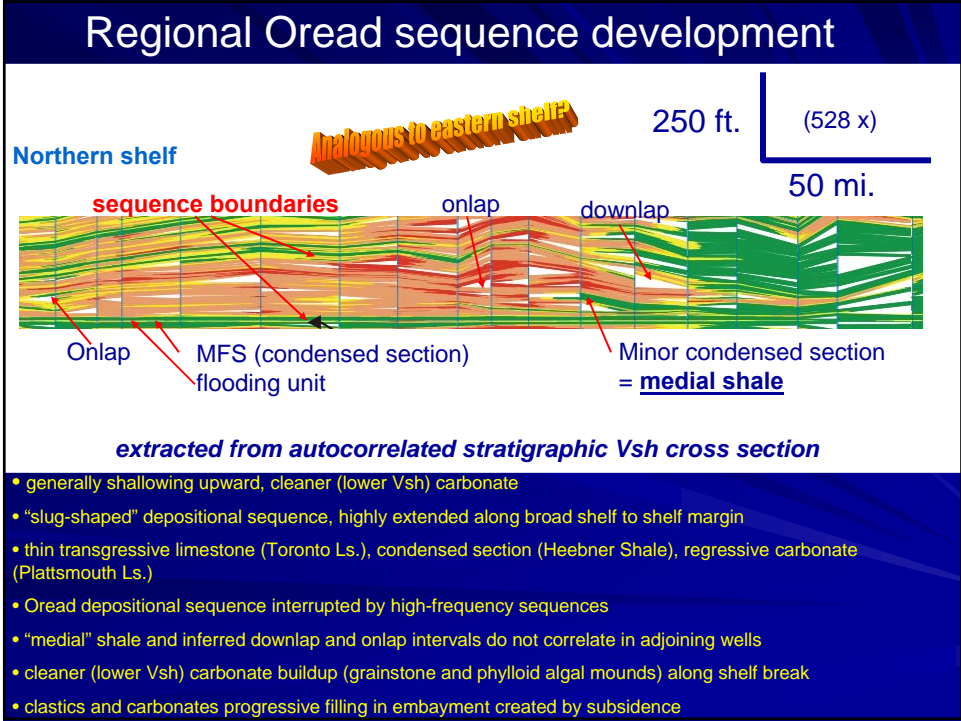 Regional Oread sequence development
Analogous to eastern shelf?
250 ft.
(528 x)
50 mi.
Northern shelf
sequence boundaries
onlap
downlap
Onlap
MFS (condensed section)
flooding unit
Minor condensed section
= medial shale
extracted from autocorrelated stratigraphic Vsh cross section
• generally shallowing upward, cleaner (lower Vsh) carbonate
• “slug-shaped” depositional sequence, highly extended along broad shelf to shelf margin
• thin transgressive limestone (Toronto Ls.), condensed section (Heebner Shale), regressive carbonate
(Plattsmouth Ls.)
• Oread depositional sequence interrupted by high-frequency sequences
• “medial” shale and inferred downlap and onlap intervals do not correlate in adjoining wells
• cleaner (lower Vsh) carbonate buildup (grainstone and phylloid algal mounds) along shelf break
• clastics and carbonates progressive filling in embayment created by subsidence